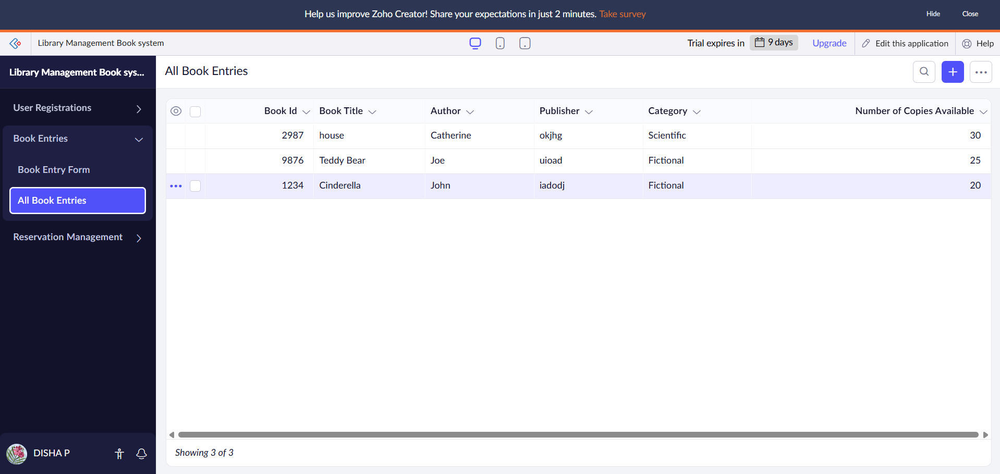 Help us improve Zoho Creator! Share your expectations in just 2 minutes. Take survey
Hide
Close
Library Management Book system
Trial expires in 9 days
Upgrade
Edit this application
Help
Library Management Book sys...
User Registrations
Book Entries
Book Entry Form
All Book Entries
Reservation Management
DISHA P
All Book Entries
Book Id Book Title Author Publisher Category Number of Copies Available
2987 house Catherine okjhg Scientific 30
9876 Teddy Bear Joe uioad Fictional 25
1234 Cinderella John iadodj Fictional 20
Showing 3 of 3